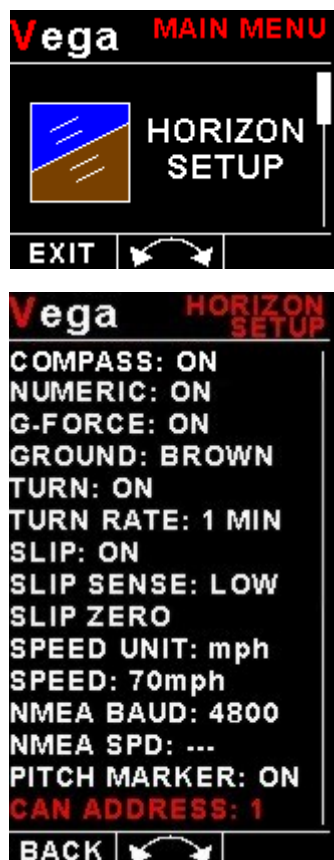 Vega MAIN MENU
HORIZON
SETUP
EXIT
Vega HORIZON
SETUP
COMPASS: ON
NUMERIC: ON
G-FORCE: ON
GROUND: BROWN
TURN: ON
TURN RATE: 1 MIN
SLIP: ON
SLIP SENSE: LOW
SLIP ZERO
SPEED UNIT: mph
SPEED: 70mph
NMEA BAUD: 4800
NMEA SPD: ---
PITCH MARKER: ON
CAN ADDRESS: 1
BACK